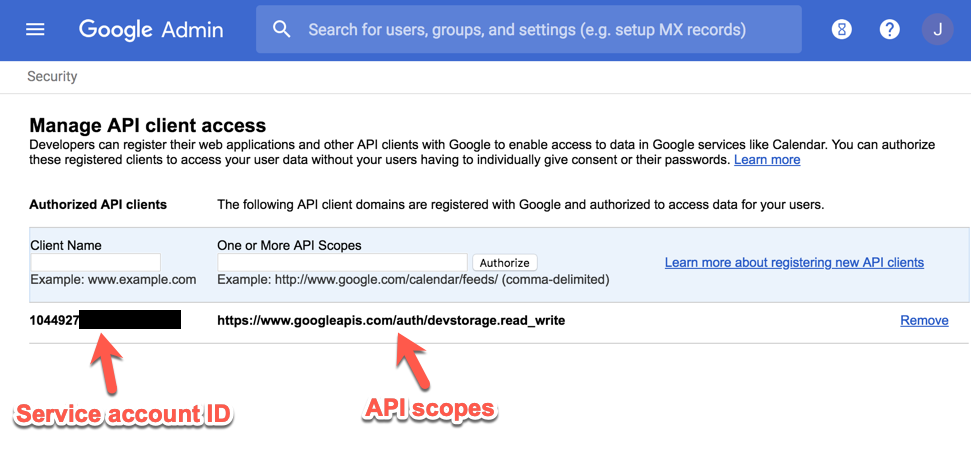 Google Admin
Search for users, groups, and settings (e.g. setup MX records)
?
J
Security
Manage API client access
Developers can register their web applications and other API clients with Google to enable access to data in Google services like Calendar. You can authorize
these registered clients to access your user data without your users having to individually give consent or their passwords. Learn more
Authorized API clients
The following API client domains are registered with Google and authorized to access data for your users.
Client Name
One or More API Scopes
Authorize
Learn more about registering new API clients
Example: www.example.com
Example: http://www.google.com/calendar/feeds/ (comma-delimited)
1044927
https://www.googleapis.com/auth/devstorage.read_write
Remove
Service account ID
API scopes